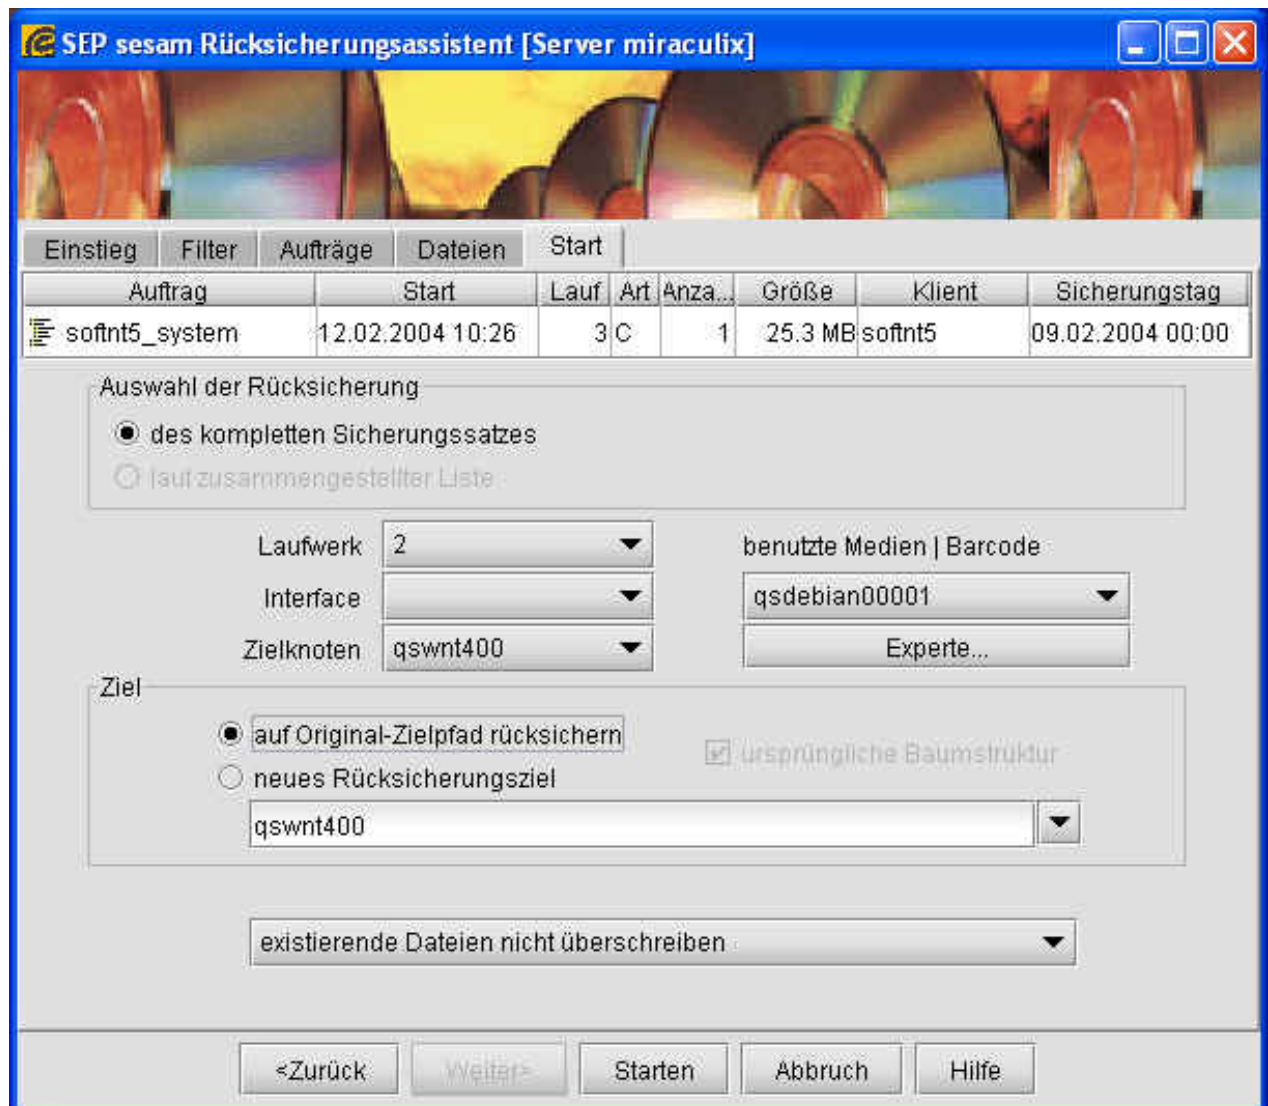 SEP sesam Rücksicherungsassistent [Server miraculix]
Einstieg Filter Aufträge Dateien Start
Auftrag Start Lauf Art Anza... Größe Klient Sicherungstag
softnt5_system 12.02.2004 10:26 3 C 1 25.3 MB softnt5 09.02.2004 00:00
Auswahl der Rücksicherung
des kompletten Sicherungssatzes
laut zusammengestellter Liste
Laufwerk 2 benutzte Medien | Barcode
Interface qsdebian00001
Zielknoten qswnt400 Experte...
Ziel
auf Original-Zielpfad rücksichern ursprüngliche Baumstruktur
neues Rücksicherungsziel
qswnt400
existierende Dateien nicht überschreiben
<Zurück Weiter> Starten Abbruch Hilfe